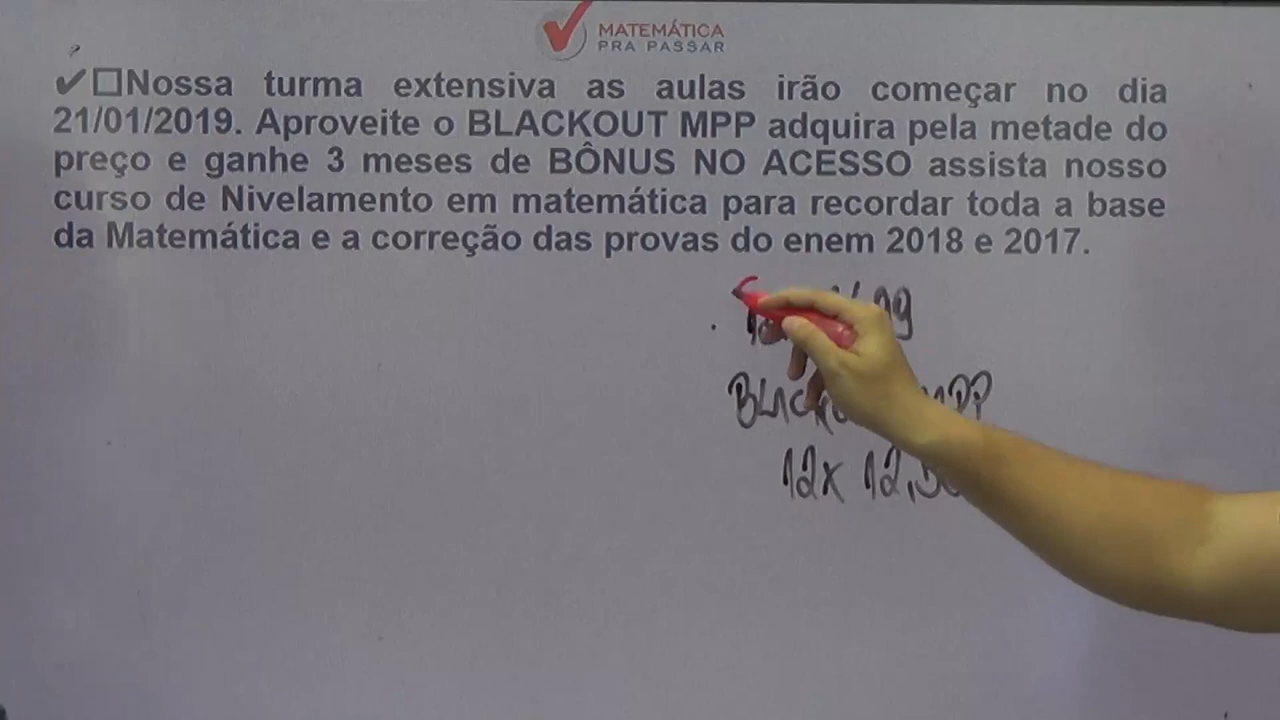 MATEMÁTICA
PRA PASSAR
✔☐Nossa turma extensiva as aulas irão começar no dia
21/01/2019. Aproveite o BLACKOUT MPP adquira pela metade do
preço e ganhe 3 meses de BÔNUS NO ACESSO assista nosso
curso de Nivelamento em matemática para recordar toda a base
da Matemática e a correção das provas do enem 2018 e 2017.
MPP
12x